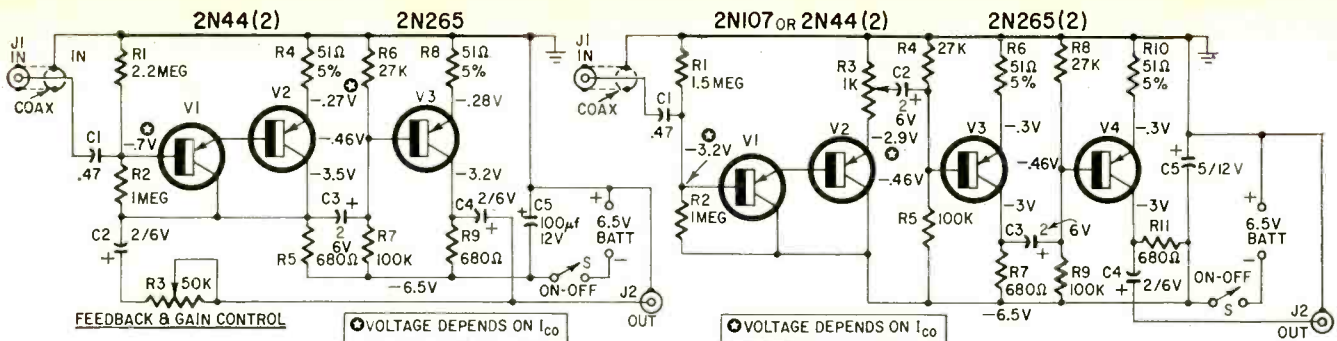 2N44(2)
2N265
J1
IN
IN
COAX
R1
2.2MEG
C1
.47
✪
-.7V
R2
1MEG
C2
2/6V
R3
50K
FEEDBACK & GAIN CONTROL
V1
V2
R4
51Ω
5%
-.27V
R6
27K
✪
-.46V
-3.5V
C3
2
6V
R5
680Ω
R7
100K
R8
51Ω
5%
-.28V
V3
-3.2V
C4
2/6V
R9
680Ω
-6.5V
C5
100µf
12V
6.5V
BATT
S
ON-OFF
J2
OUT
✪VOLTAGE DEPENDS ON ICO
2N107 OR 2N44(2)
2N265(2)
J1
IN
COAX
R1
1.5MEG
C1
.47
✪
-3.2V
R2
1MEG
V1
V2
R3
1K
C2
2
6V
-2.9V
✪
-.46V
R4
27K
R5
100K
V3
R6
51Ω
5%
-.3V
-.46V
-3V
C3
2
6V
R7
680Ω
R8
27K
R9
100K
V4
R10
51Ω
5%
-.3V
-3V
R11
680Ω
C4
2/6V
C5
5/12V
6.5V
BATT
-6.5V
S
ON-OFF
J2
OUT
✪VOLTAGE DEPENDS ON ICO